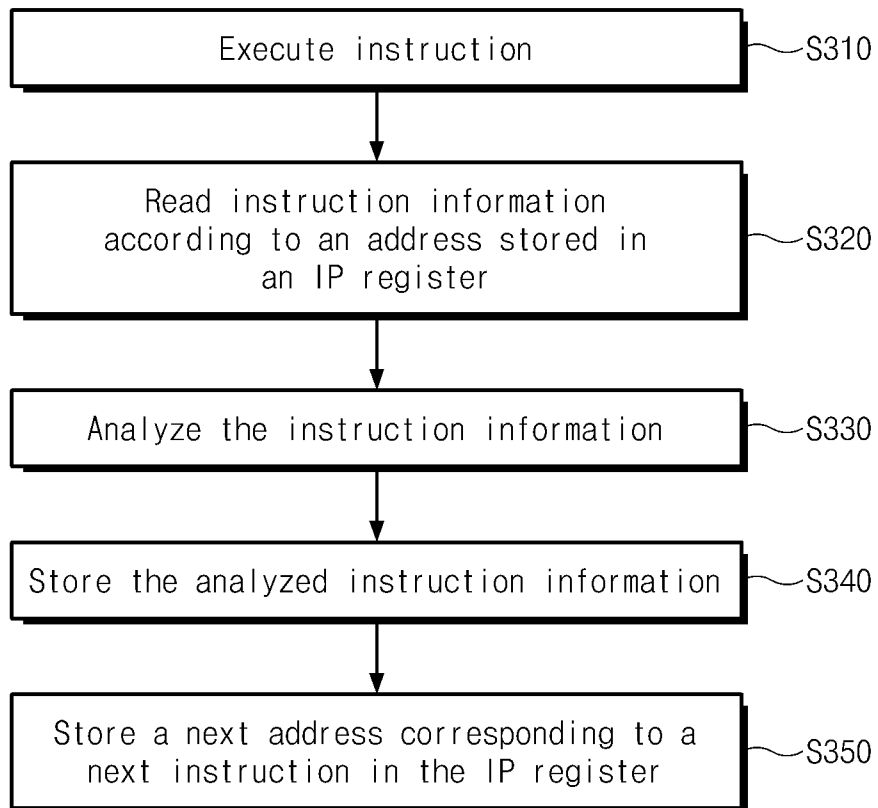 Execute instruction
S310
Read instruction information
according to an address stored in
an IP register
S320
Analyze the instruction information
S330
Store the analyzed instruction information
S340
Store a next address corresponding to a
next instruction in the IP register
S350